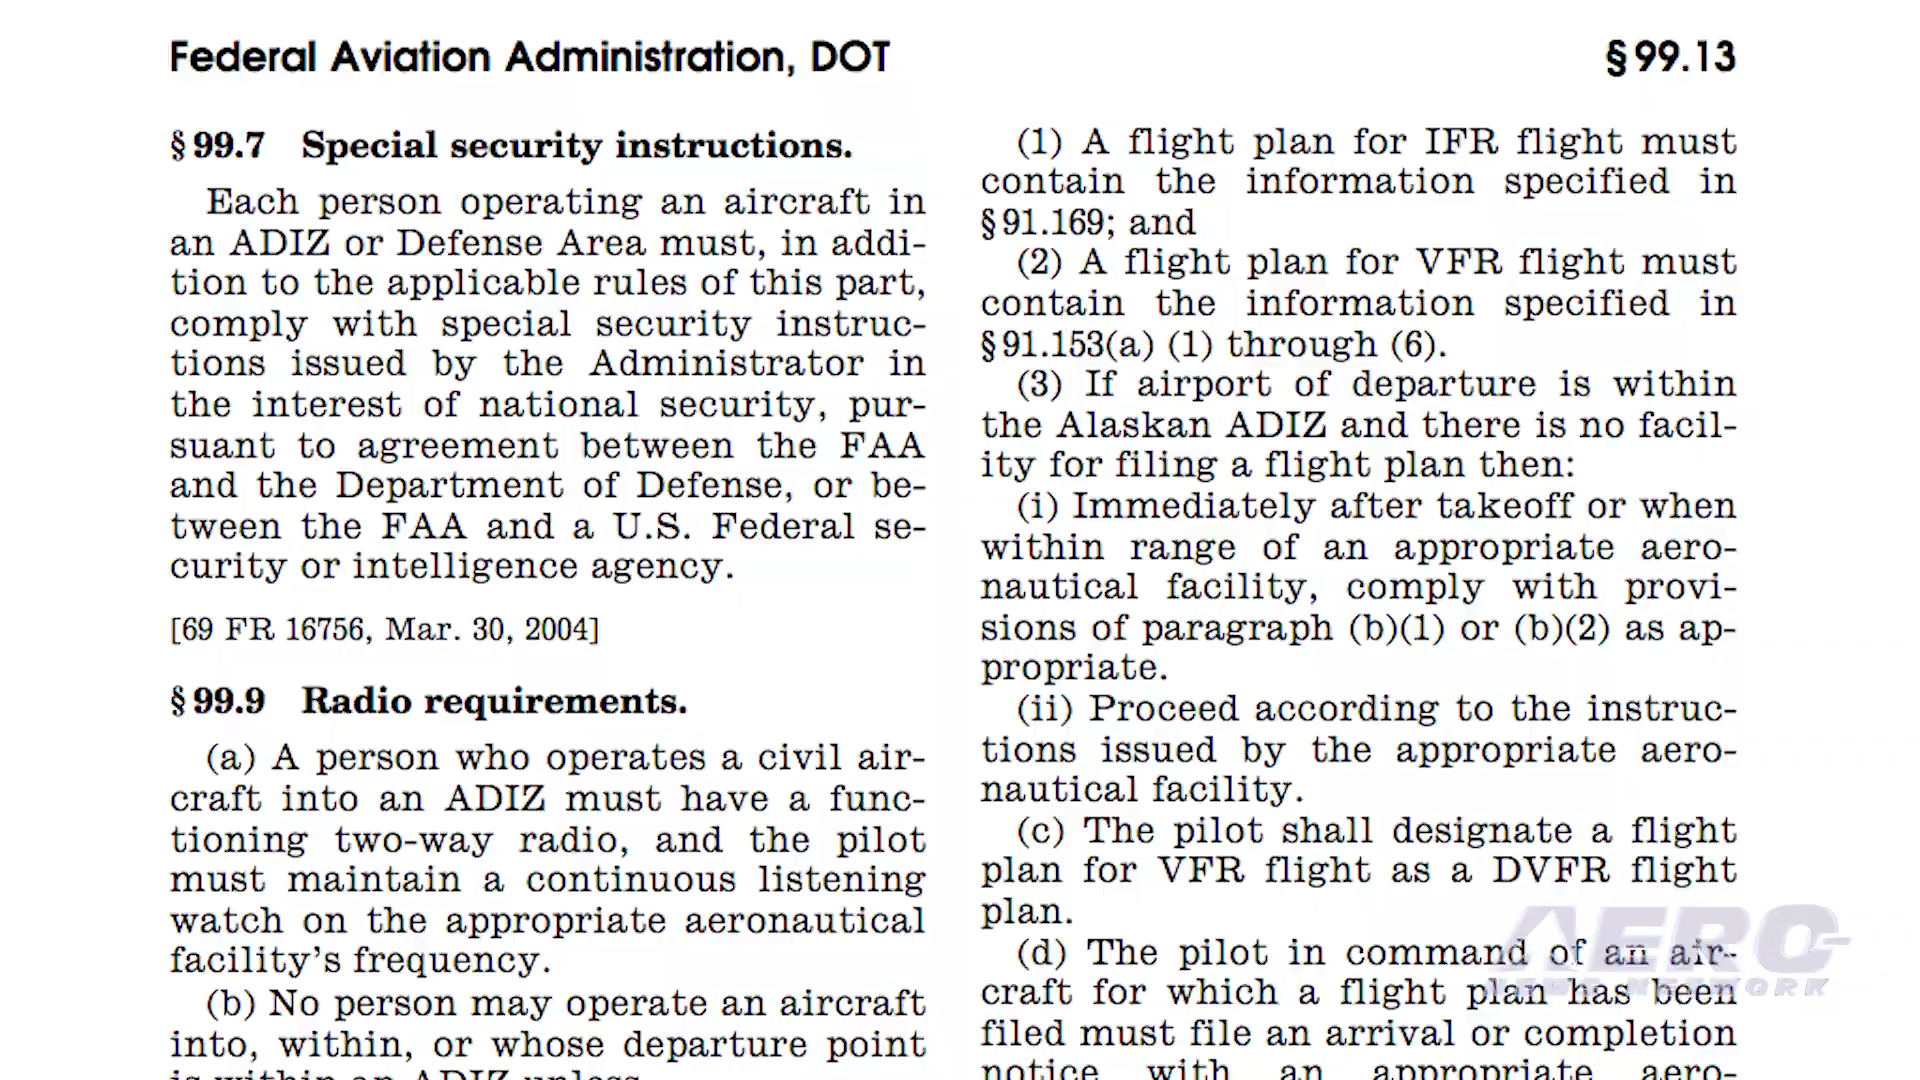 Federal Aviation Administration, DOT
§ 99.13
§ 99.7 Special security instructions.
Each person operating an aircraft in
an ADIZ or Defense Area must, in addi-
tion to the applicable rules of this part,
comply with special security instruc-
tions issued by the Administrator in
the interest of national security, pur-
suant to agreement between the FAA
and the Department of Defense, or be-
tween the FAA and a U.S. Federal se-
curity or intelligence agency.
[69 FR 16756, Mar. 30, 2004]
§ 99.9 Radio requirements.
(a) A person who operates a civil air-
craft into an ADIZ must have a func-
tioning two-way radio, and the pilot
must maintain a continuous listening
watch on the appropriate aeronautical
facility's frequency.
(b) No person may operate an aircraft
into, within, or whose departure point
is within an ADIZ unless
(1) A flight plan for IFR flight must
contain the information specified in
§ 91.169; and
(2) A flight plan for VFR flight must
contain the information specified in
§ 91.153(a) (1) through (6).
(3) If airport of departure is within
the Alaskan ADIZ and there is no facil-
ity for filing a flight plan then:
(i) Immediately after takeoff or when
within range of an appropriate aero-
nautical facility, comply with provi-
sions of paragraph (b)(1) or (b)(2) as ap-
propriate.
(ii) Proceed according to the instruc-
tions issued by the appropriate aero-
nautical facility.
(c) The pilot shall designate a flight
plan for VFR flight as a DVFR flight
plan.
(d) The pilot in command of an air-
craft for which a flight plan has been
filed must file an arrival or completion
notice with an appropriate aero-
AERO
NEWS NETWORK